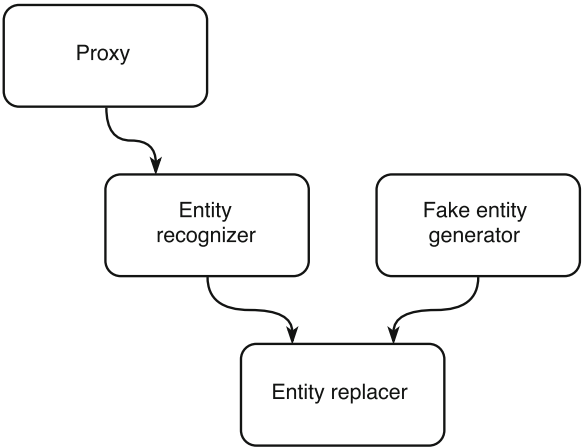 Proxy
Entity
recognizer
Fake entity
generator
Entity replacer